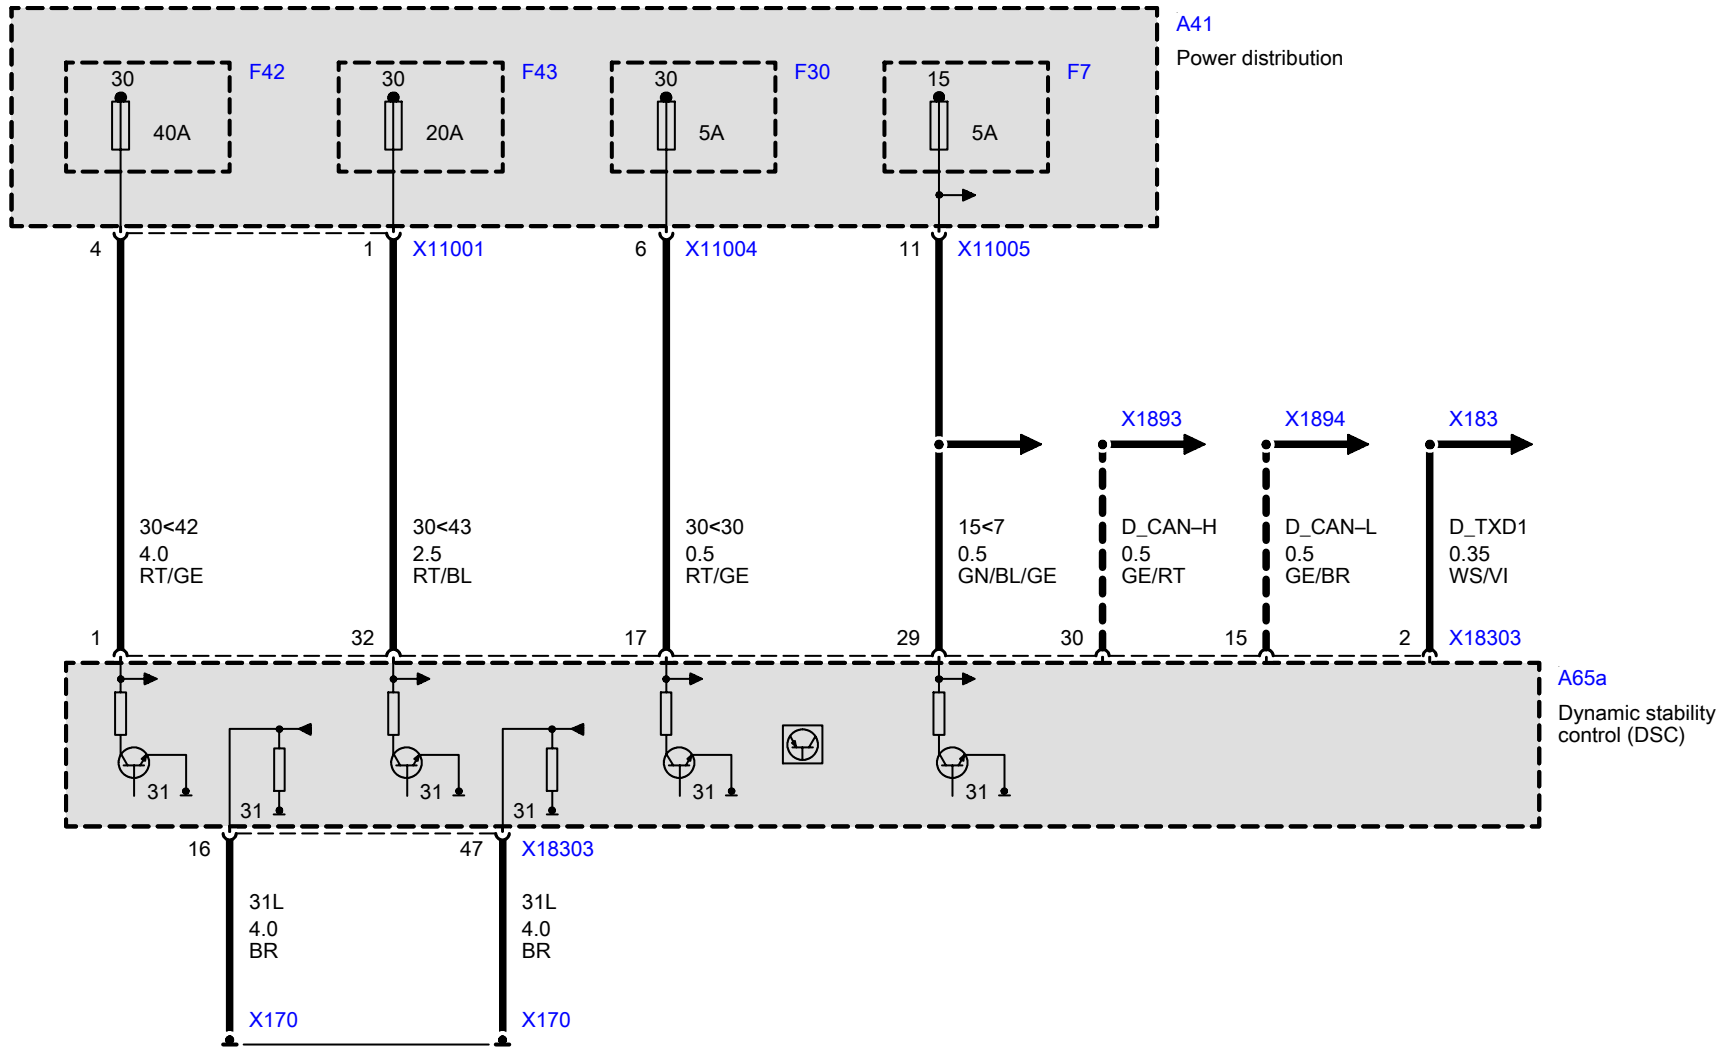 A41
Power distribution
30 F42
40A
30 F43
20A
30 F30
5A
15 F7
5A
4
1 X11001
6 X11004
11 X11005
X1893
X1894
X183
30<42
4.0
RT/GE
30<43
2.5
RT/BL
30<30
0.5
RT/GE
15<7
0.5
GN/BL/GE
D_CAN–H
0.5
GE/RT
D_CAN–L
0.5
GE/BR
D_TXD1
0.35
WS/VI
1
32
17
29
30
15
2 X18303
A65a
Dynamic stability
control (DSC)
31
31
31
31
31
31
16
47 X18303
31L
4.0
BR
31L
4.0
BR
X170
X170